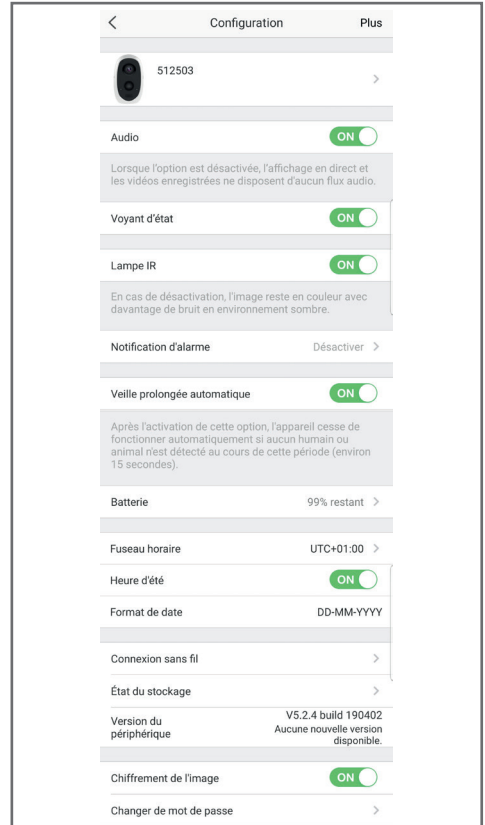 Configuration Plus
512503
Audio ON
Lorsque l'option est désactivée, l'affichage en direct et
les vidéos enregistrées ne disposent d'aucun flux audio.
Voyant d'état ON
Lampe IR ON
En cas de désactivation, l'image reste en couleur avec
davantage de bruit en environnement sombre.
Notification d'alarme Désactiver
Veille prolongée automatique ON
Après l'activation de cette option, l'appareil cesse de
fonctionner automatiquement si aucun humain ou
animal n'est détecté au cours de cette période (environ
15 secondes).
Batterie 99% restant
Fuseau horaire UTC+01:00
Heure d'été ON
Format de date DD-MM-YYYY
Connexion sans fil
État du stockage
Version du
périphérique
V5.2.4 build 190402
Aucune nouvelle version
disponible.
Chiffrement de l'image ON
Changer de mot de passe